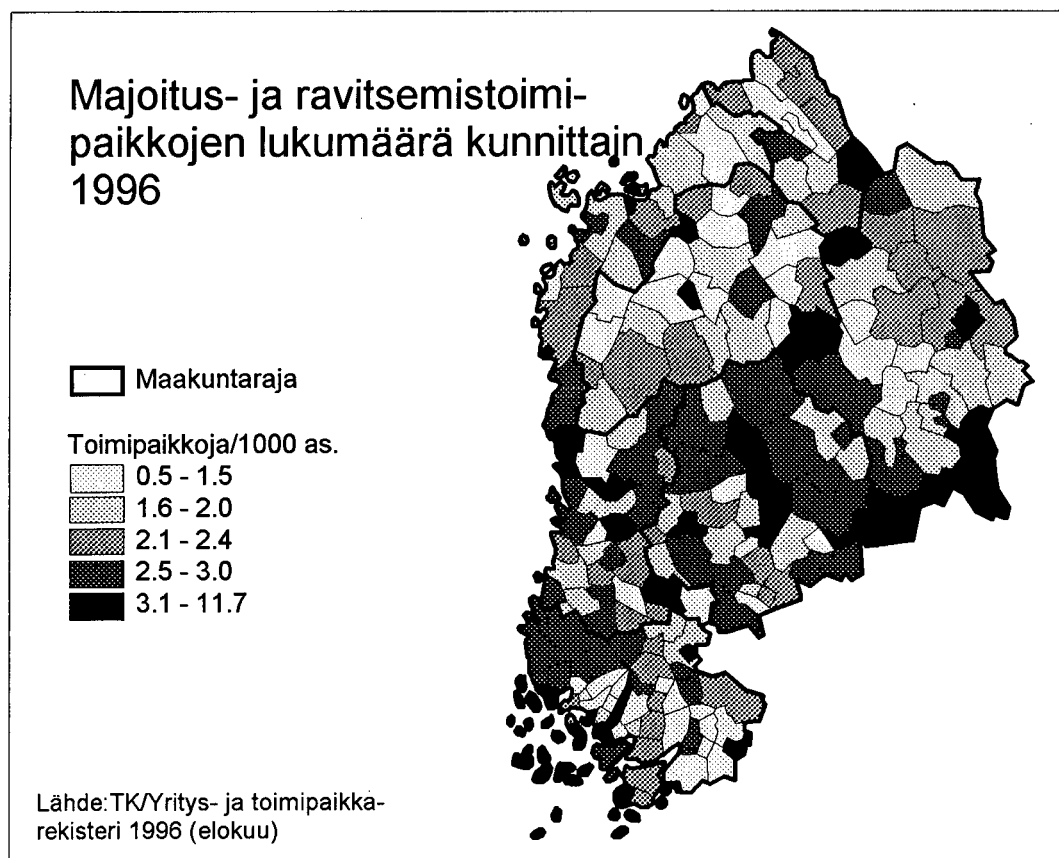 Majoitus- ja ravitsemistoimi-
paikkojen lukumäärä kunnittajn
1996
Maakuntaraja
Toimipaikkoja/1000 as.
0.5 - 1.5
1.6 - 2.0
2.1 - 2.4
2.5 - 3.0
3.1 - 11.7
Lähde:TK/Yritys- ja toimipaikka-
rekisteri 1996 (elokuu)